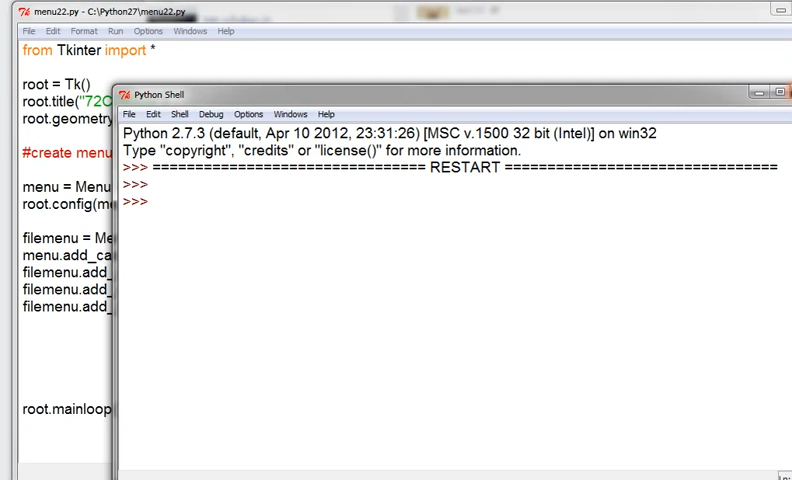 menu22.py - C:\Python27\menu22.py
File Edit Format Run Options Windows Help
from Tkinter import *
root = Tk()
root.title("72C
root.geometry
#create menu
menu = Menu
root.config(me
filemenu = Me
menu.add_ca
filemenu.add_
filemenu.add_
filemenu.add_
root.mainloop
Python Shell
File Edit Shell Debug Options Windows Help
Python 2.7.3 (default, Apr 10 2012, 23:31:26) [MSC v.1500 32 bit (Intel)] on win32
Type "copyright", "credits" or "license()" for more information.
>>> ================================ RESTART ================================
>>>
>>>